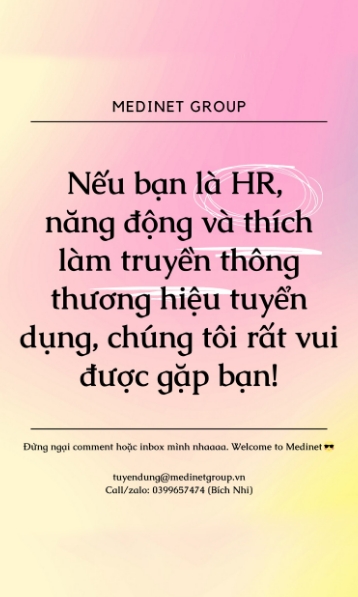 MEDINET GROUP
Nếu bạn là HR,
năng động và thích
làm truyền thông
thương hiệu tuyển
dụng, chúng tôi rất vui
được gặp bạn!
Đừng ngại comment hoặc inbox mình nhaaaa. Welcome to Medinet 🕶️
tuyendung@medinetgroup.vn
Call/zalo: 0399657474 (Bích Nhi)